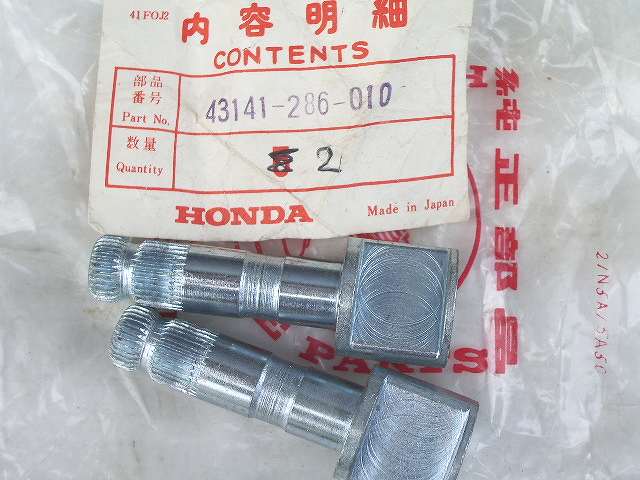 41FOJ2
内容明細
CONTENTS
部品
番号
Part No.
43141-286-010
数量
Quantity
2
HONDA
Made in Japan
純正部品
PARTS